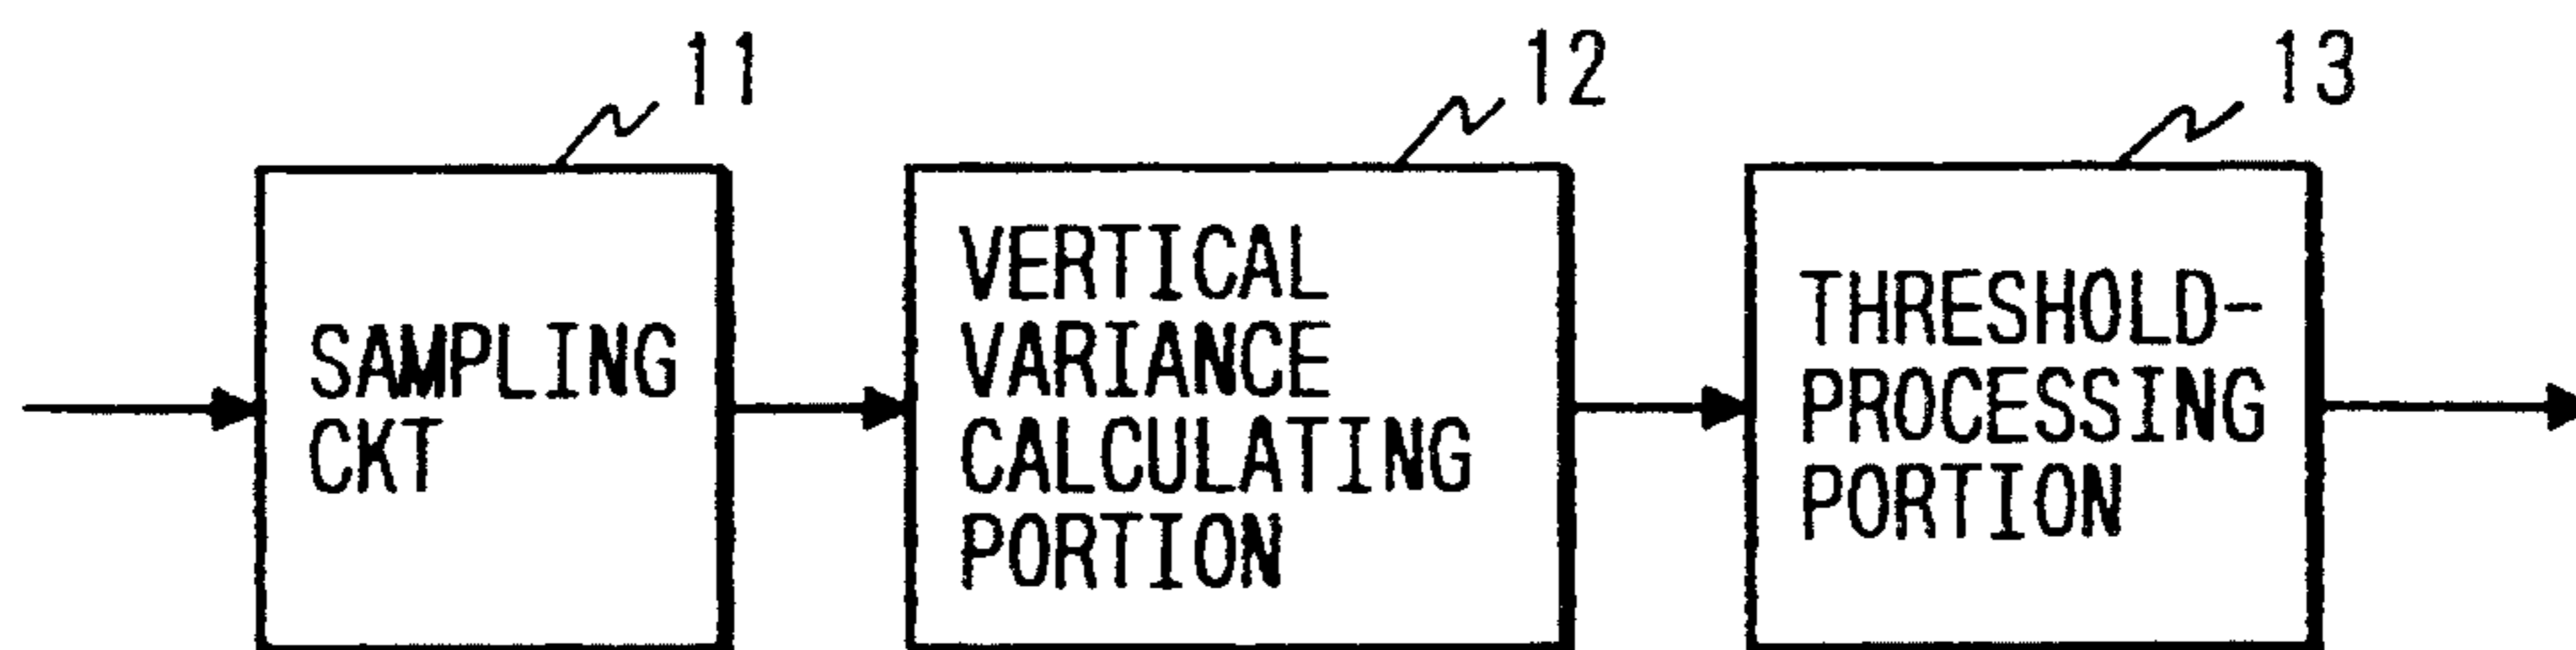 11
12
13
SAMPLING
CKT
VERTICAL
VARIANCE
CALCULATING
PORTION
THRESHOLD-
PROCESSING
PORTION